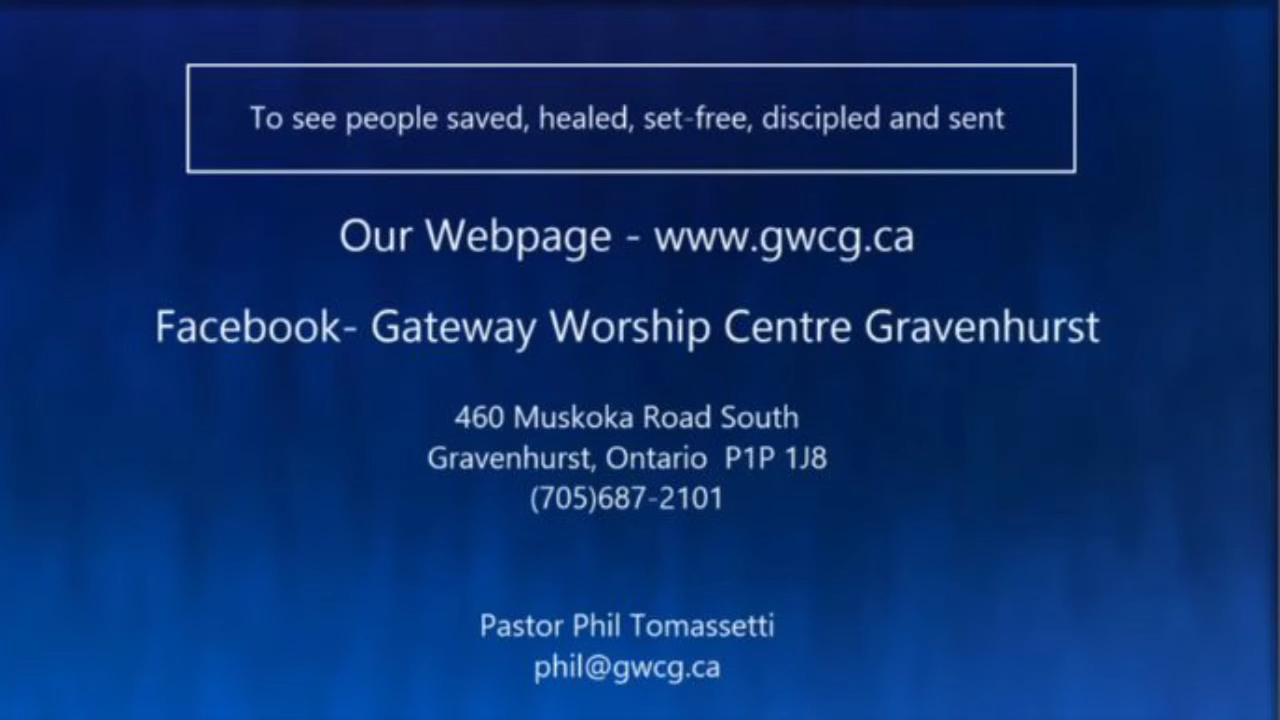 To see people saved, healed, set-free, discipled and sent
Our Webpage - www.gwcg.ca
Facebook- Gateway Worship Centre Gravenhurst
460 Muskoka Road South
Gravenhurst, Ontario  P1P 1J8
(705)687-2101
Pastor Phil Tomassetti
phil@gwcg.ca